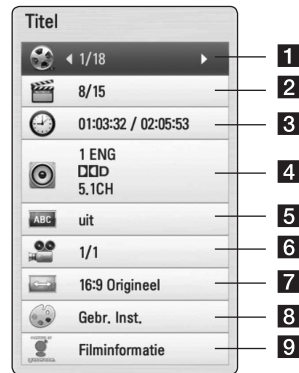 Titel
1/18
1
8/15
2
01:03:32 / 02:05:53
3
1 ENG
DD D
5.1CH
4
ABC uit
5
1/1
6
16:9 Origineel
7
Gebr. Inst.
8
Filminformatie
9